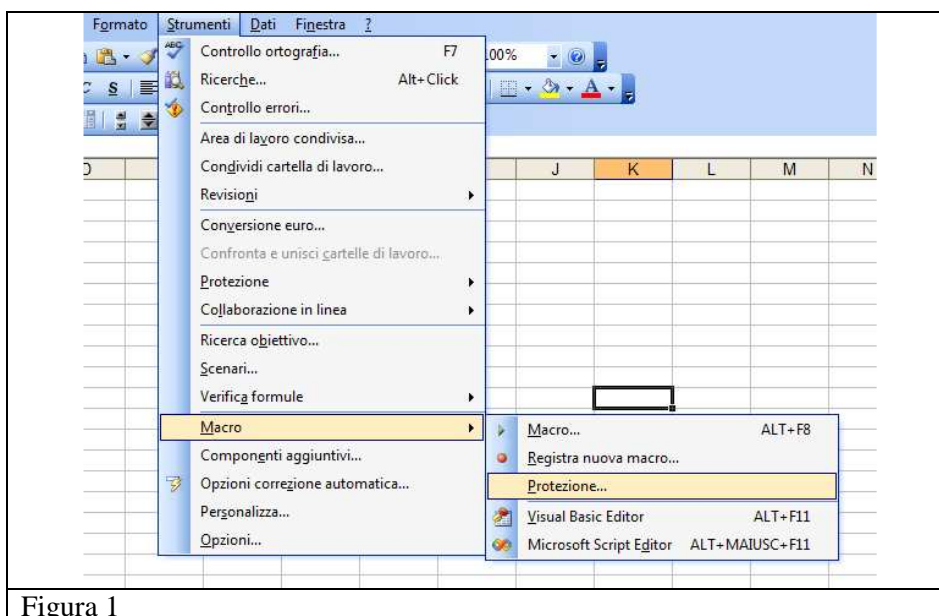 Formato Strumenti Dati Finestra ?
ABC Controllo ortografia... F7
Ricerche... Alt+Click
Controllo errori...
100%
S A
Area di lavoro condivisa...
Condividi cartella di lavoro...
Revisioni
J K L M N
Conversione euro...
Confronta e unisci cartelle di lavoro...
Protezione
Collaborazione in linea
Ricerca obiettivo...
Scenari...
Verifica formule
Macro
Componenti aggiuntivi...
Opzioni correzione automatica...
Personalizza...
Opzioni...
Macro... ALT+F8
Registra nuova macro...
Protezione...
Visual Basic Editor ALT+F11
Microsoft Script Editor ALT+MAIUSC+F11
Figura 1